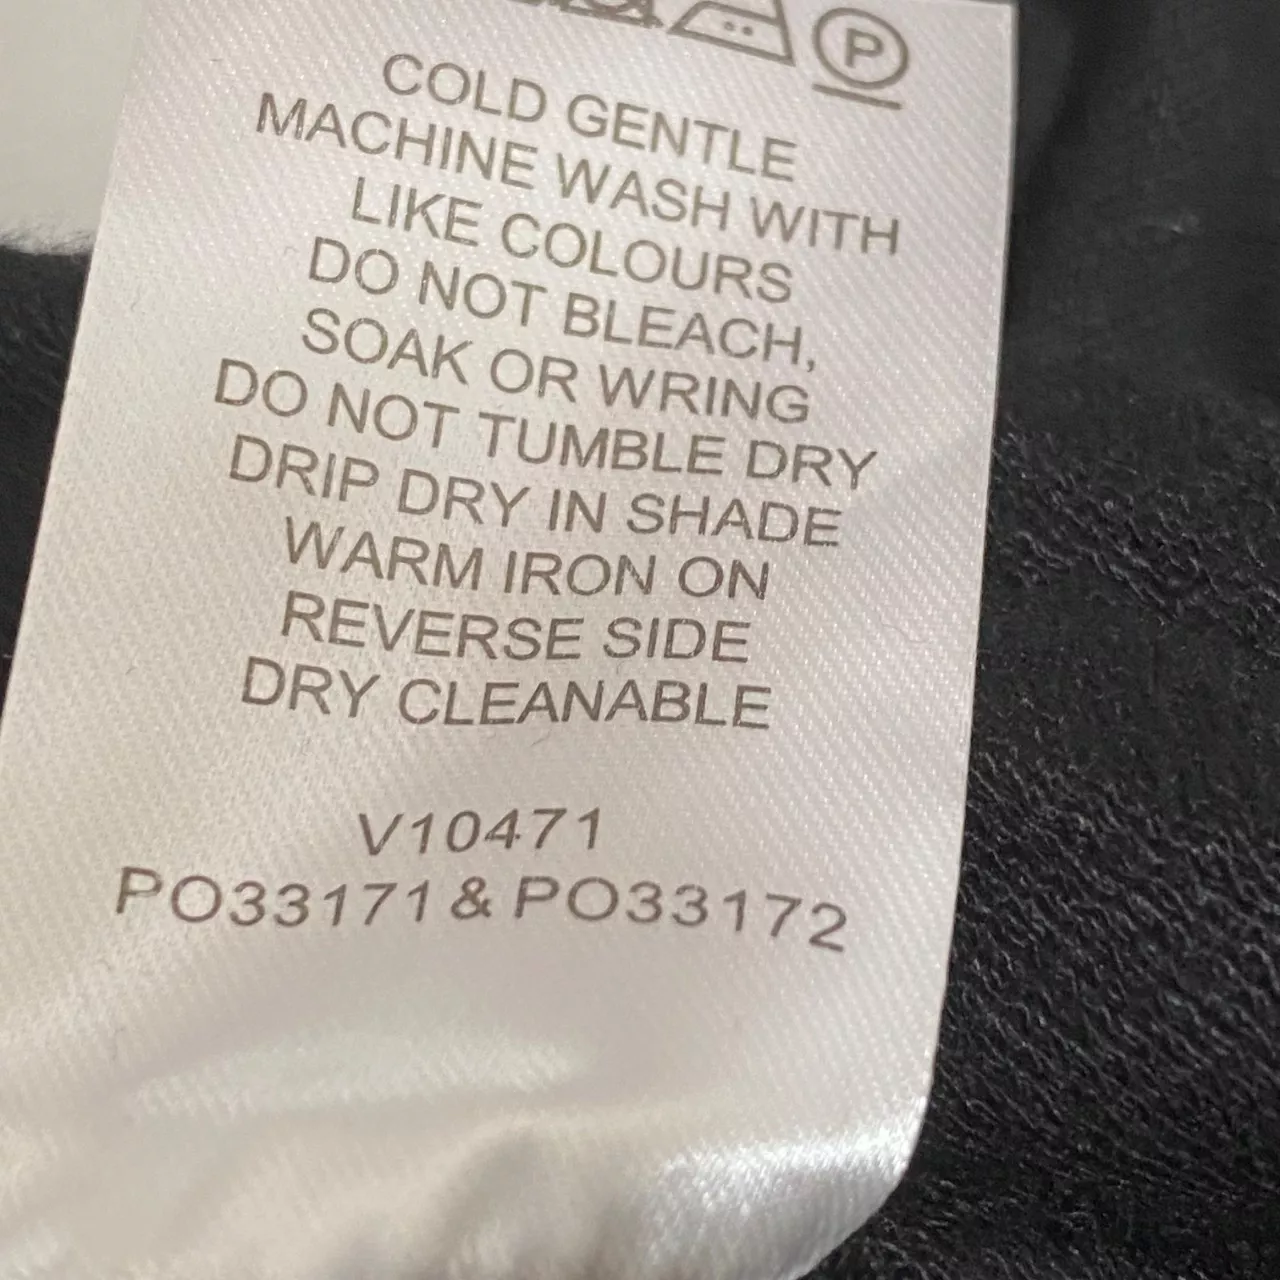 P
COLD GENTLE
MACHINE WASH WITH
LIKE COLOURS
DO NOT BLEACH,
SOAK OR WRING
DO NOT TUMBLE DRY
DRIP DRY IN SHADE
WARM IRON ON
REVERSE SIDE
DRY CLEANABLE
V10471
PO33171 & PO33172